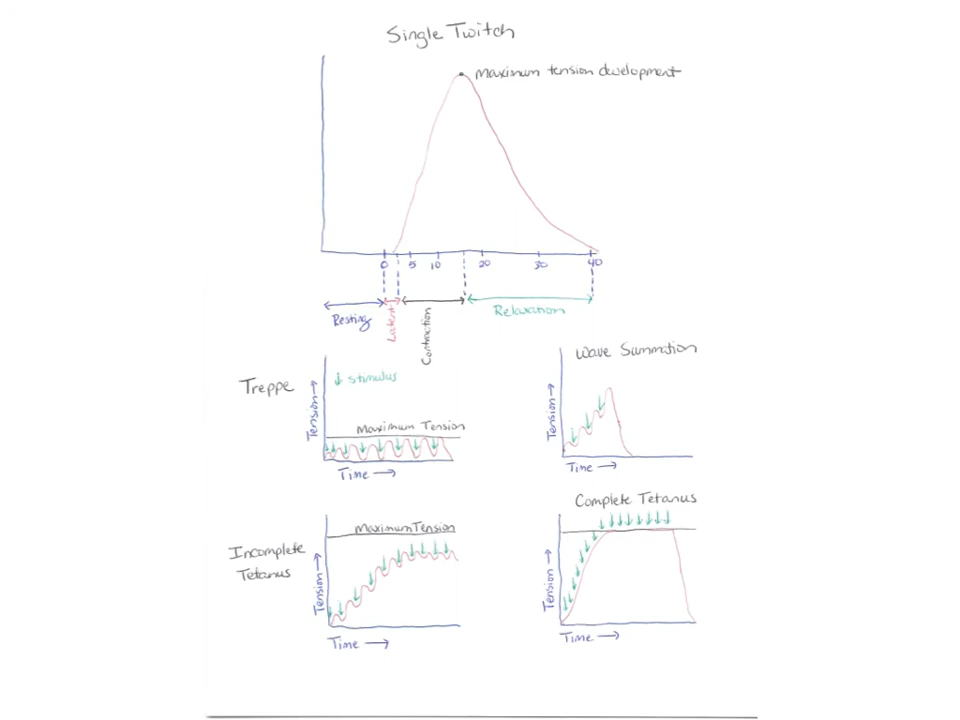 Single Twitch
Maximum tension development
0 5 10 20 30 40
Resting
Latent
Contraction
Relaxation
Treppe
↓ Stimulus
Maximum Tension
Tension →
Time →
Wave Summation
Tension →
Time →
Incomplete
Tetanus
Maximum Tension
Tension →
Time →
Complete Tetanus
Tension →
Time →